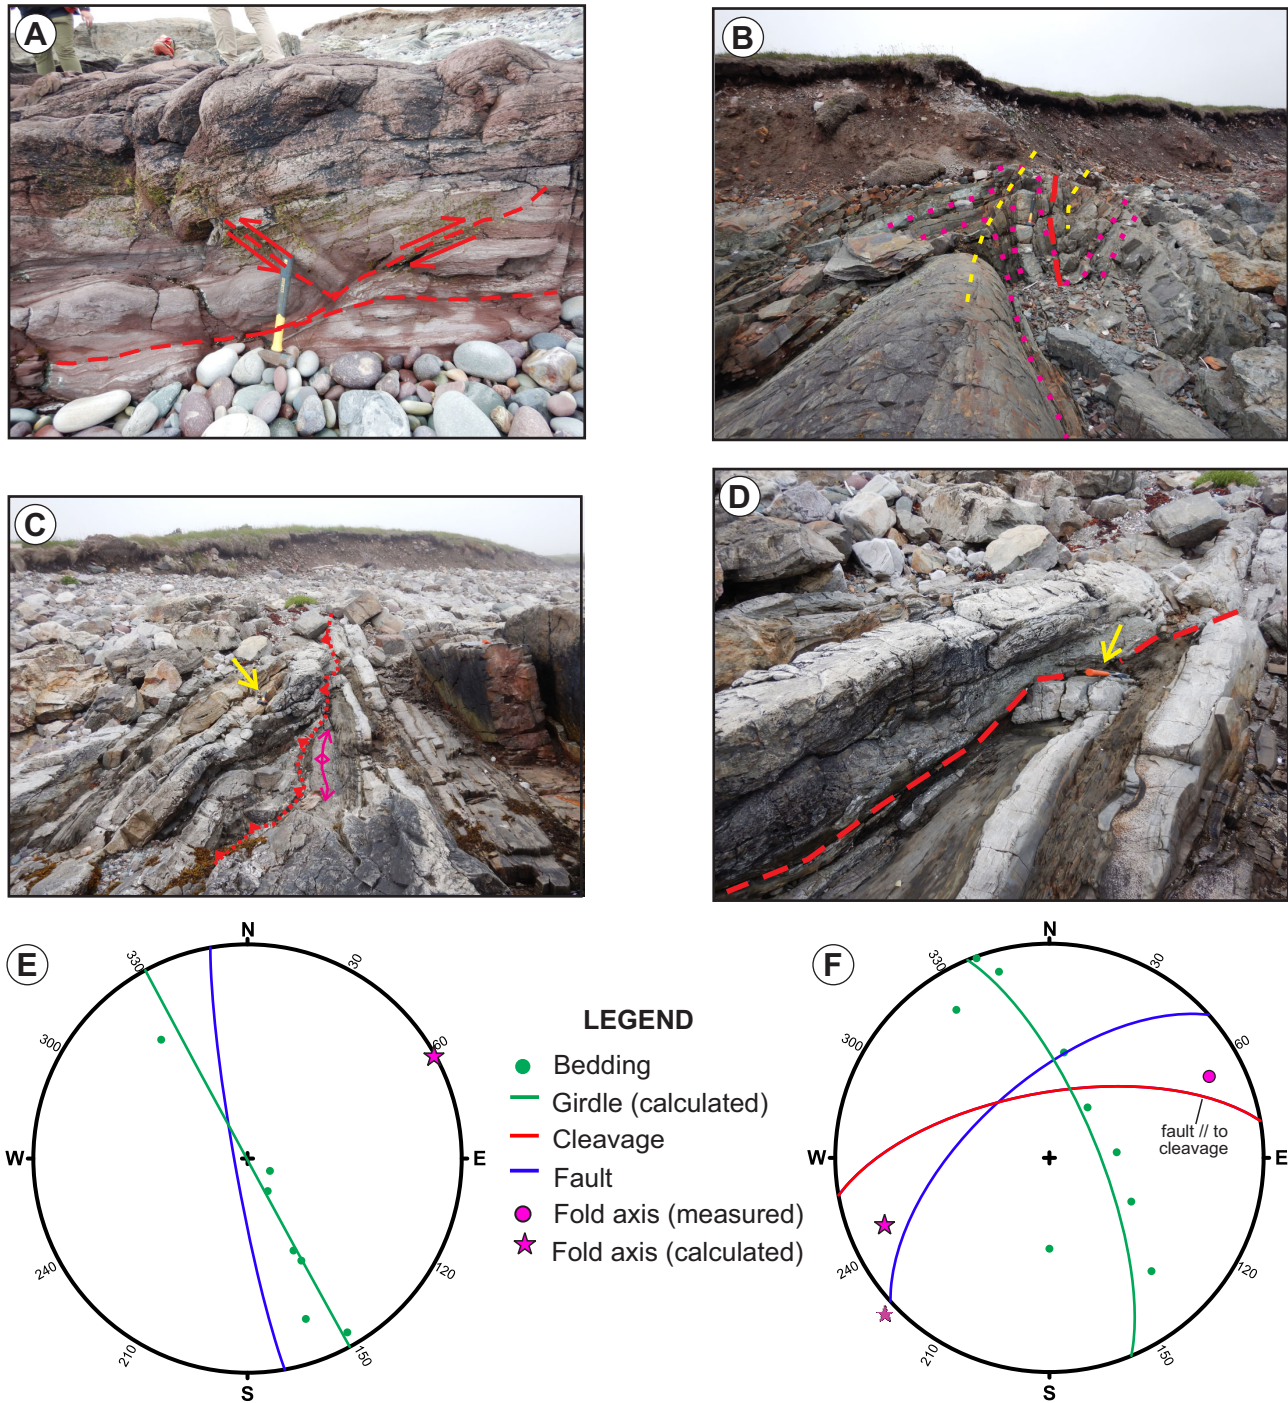 A
B
C
D
E
N
30
60
E
120
150
S
210
240
W
300
330
LEGEND
Bedding
Girdle (calculated)
Cleavage
Fault
Fold axis (measured)
Fold axis (calculated)
F
N
30
60
E
120
150
S
210
240
W
300
330
fault // to
cleavage